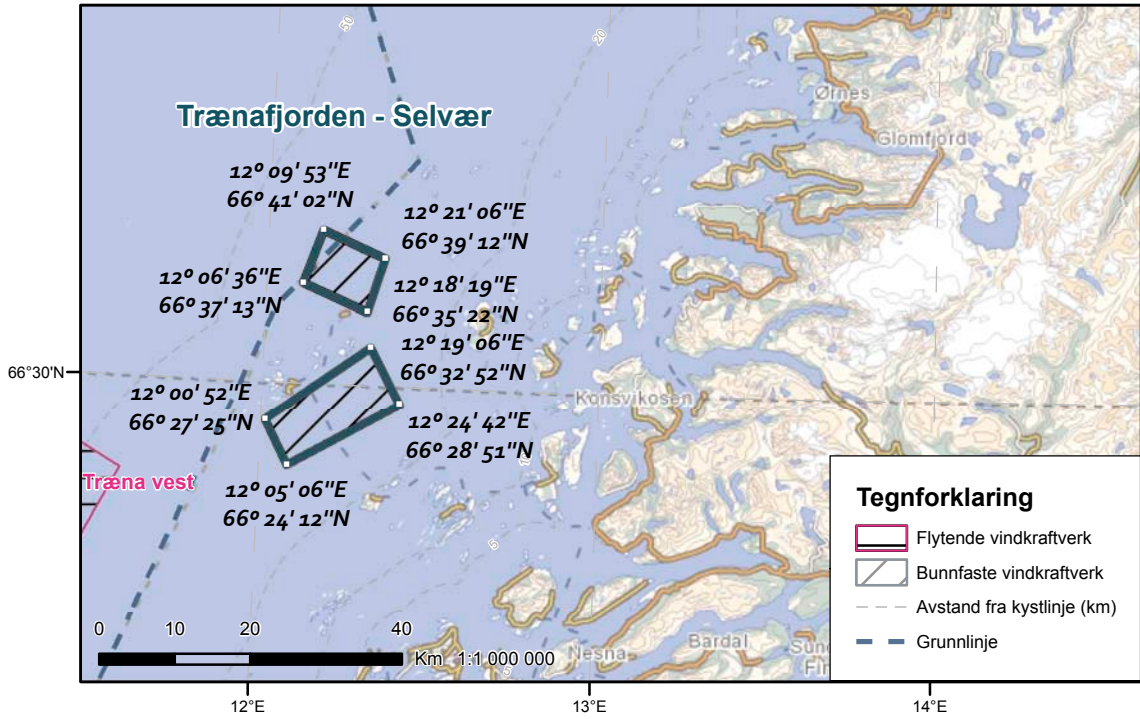 50
20
Ørnes
Trænafjorden - Selvær
Glomfjord
12º 09' 53"E
66º 41' 02"N
12º 21' 06"E
66º 39' 12"N
12º 06' 36"E
66º 37' 13"N
12º 18' 19"E
66º 35' 22"N
12º 19' 06"E
66º 32' 52"N
66°30'N
12º 00' 52"E
66º 27' 25"N
Konsvikosen
12º 24' 42"E
66º 28' 51"N
Træna vest
12º 05' 06"E
66º 24' 12"N
5
Tegnforklaring
Flytende vindkraftverk
Bunnfaste vindkraftverk
Avstand fra kystlinje (km)
Grunnlinje
0 10 20 40
Km 1:1 000 000
Nesna
Bardal
12°E
13°E
14°E